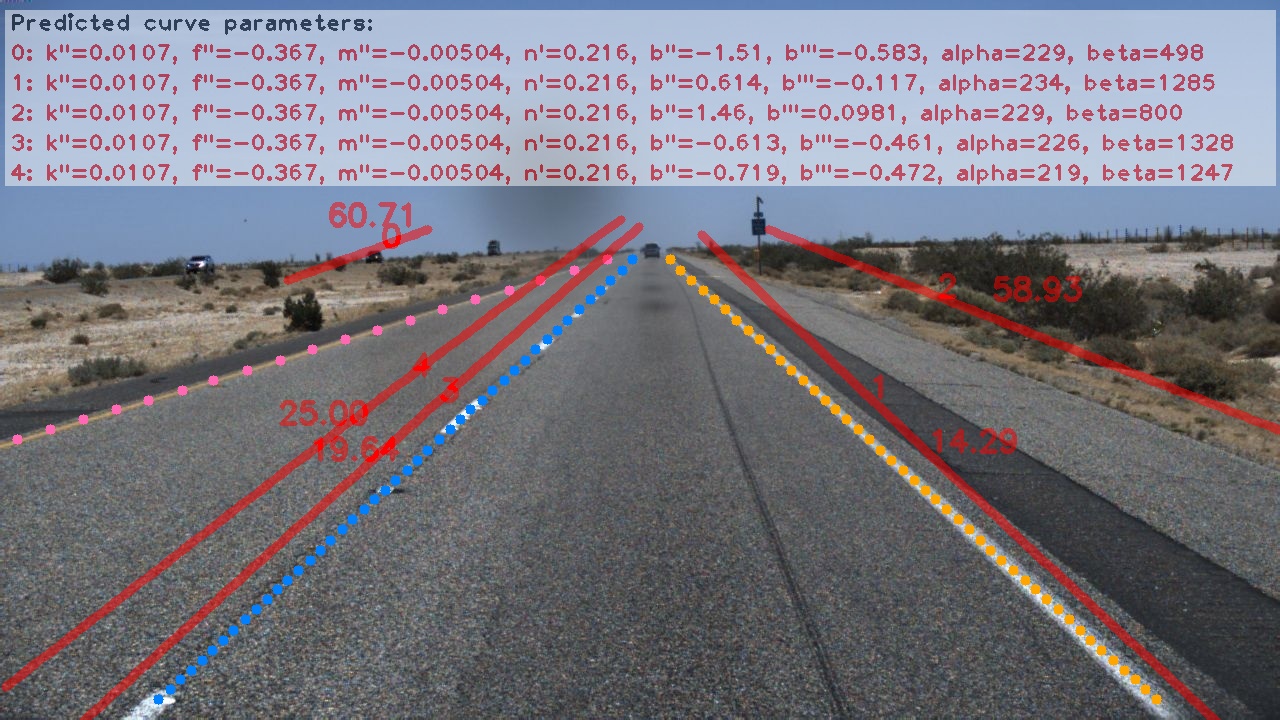 Predicted curve parameters:
0: k''=0.0107, f''=-0.367, m''=-0.00504, n'=0.216, b''=-1.51, b'''=-0.583, alpha=229, beta=498
1: k''=0.0107, f''=-0.367, m''=-0.00504, n'=0.216, b''=0.614, b'''=-0.117, alpha=234, beta=1285
2: k''=0.0107, f''=-0.367, m''=-0.00504, n'=0.216, b''=1.46, b'''=0.0981, alpha=229, beta=800
3: k''=0.0107, f''=-0.367, m''=-0.00504, n'=0.216, b''=-0.613, b'''=-0.461, alpha=226, beta=1328
4: k''=0.0107, f''=-0.367, m''=-0.00504, n'=0.216, b''=-0.719, b'''=-0.472, alpha=219, beta=1247
60.71
0
2
58.93
4
3
1
25.00
19.64
14.29